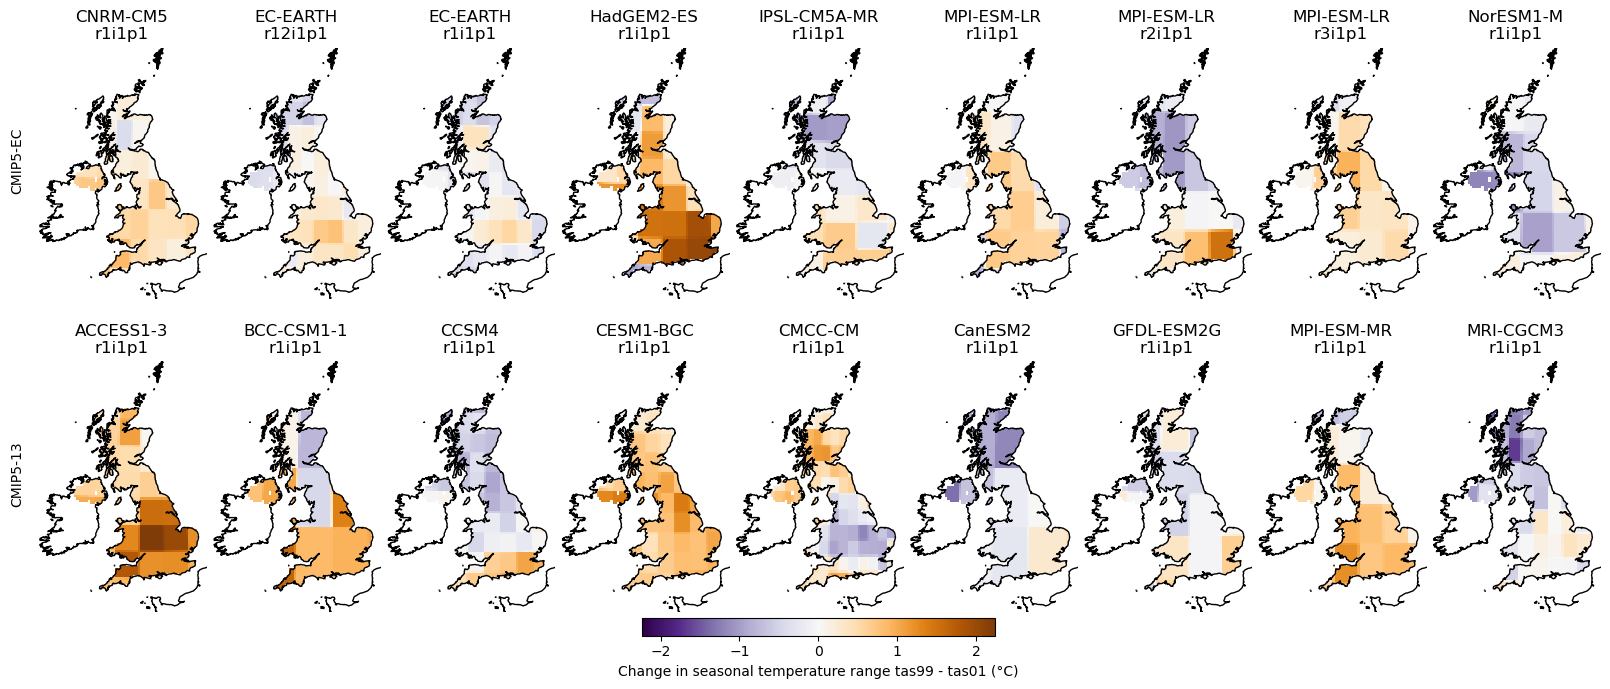 CNRM-CM5
r1i1p1
EC-EARTH
r12i1p1
EC-EARTH
r1i1p1
HadGEM2-ES
r1i1p1
IPSL-CM5A-MR
r1i1p1
MPI-ESM-LR
r1i1p1
MPI-ESM-LR
r2i1p1
MPI-ESM-LR
r3i1p1
NorESM1-M
r1i1p1
CMIP5-EC
ACCESS1-3
r1i1p1
BCC-CSM1-1
r1i1p1
CCSM4
r1i1p1
CESM1-BGC
r1i1p1
CMCC-CM
r1i1p1
CanESM2
r1i1p1
GFDL-ESM2G
r1i1p1
MPI-ESM-MR
r1i1p1
MRI-CGCM3
r1i1p1
CMIP5-13
−2 −1 0 1 2
Change in seasonal temperature range tas99 - tas01 (°C)